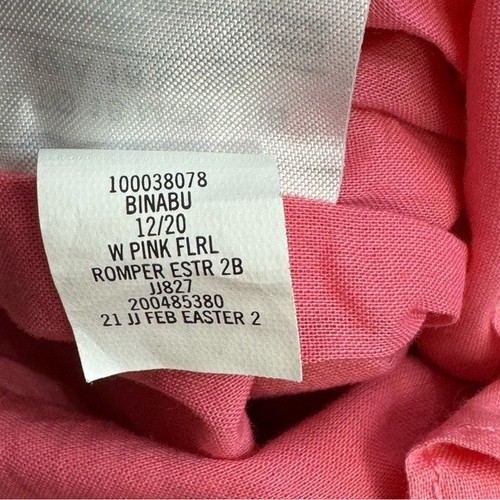 100038078
BINABU
12/20
W PINK FLRL
ROMPER ESTR 2B
JJ827
200485380
21 JJ FEB EASTER 2